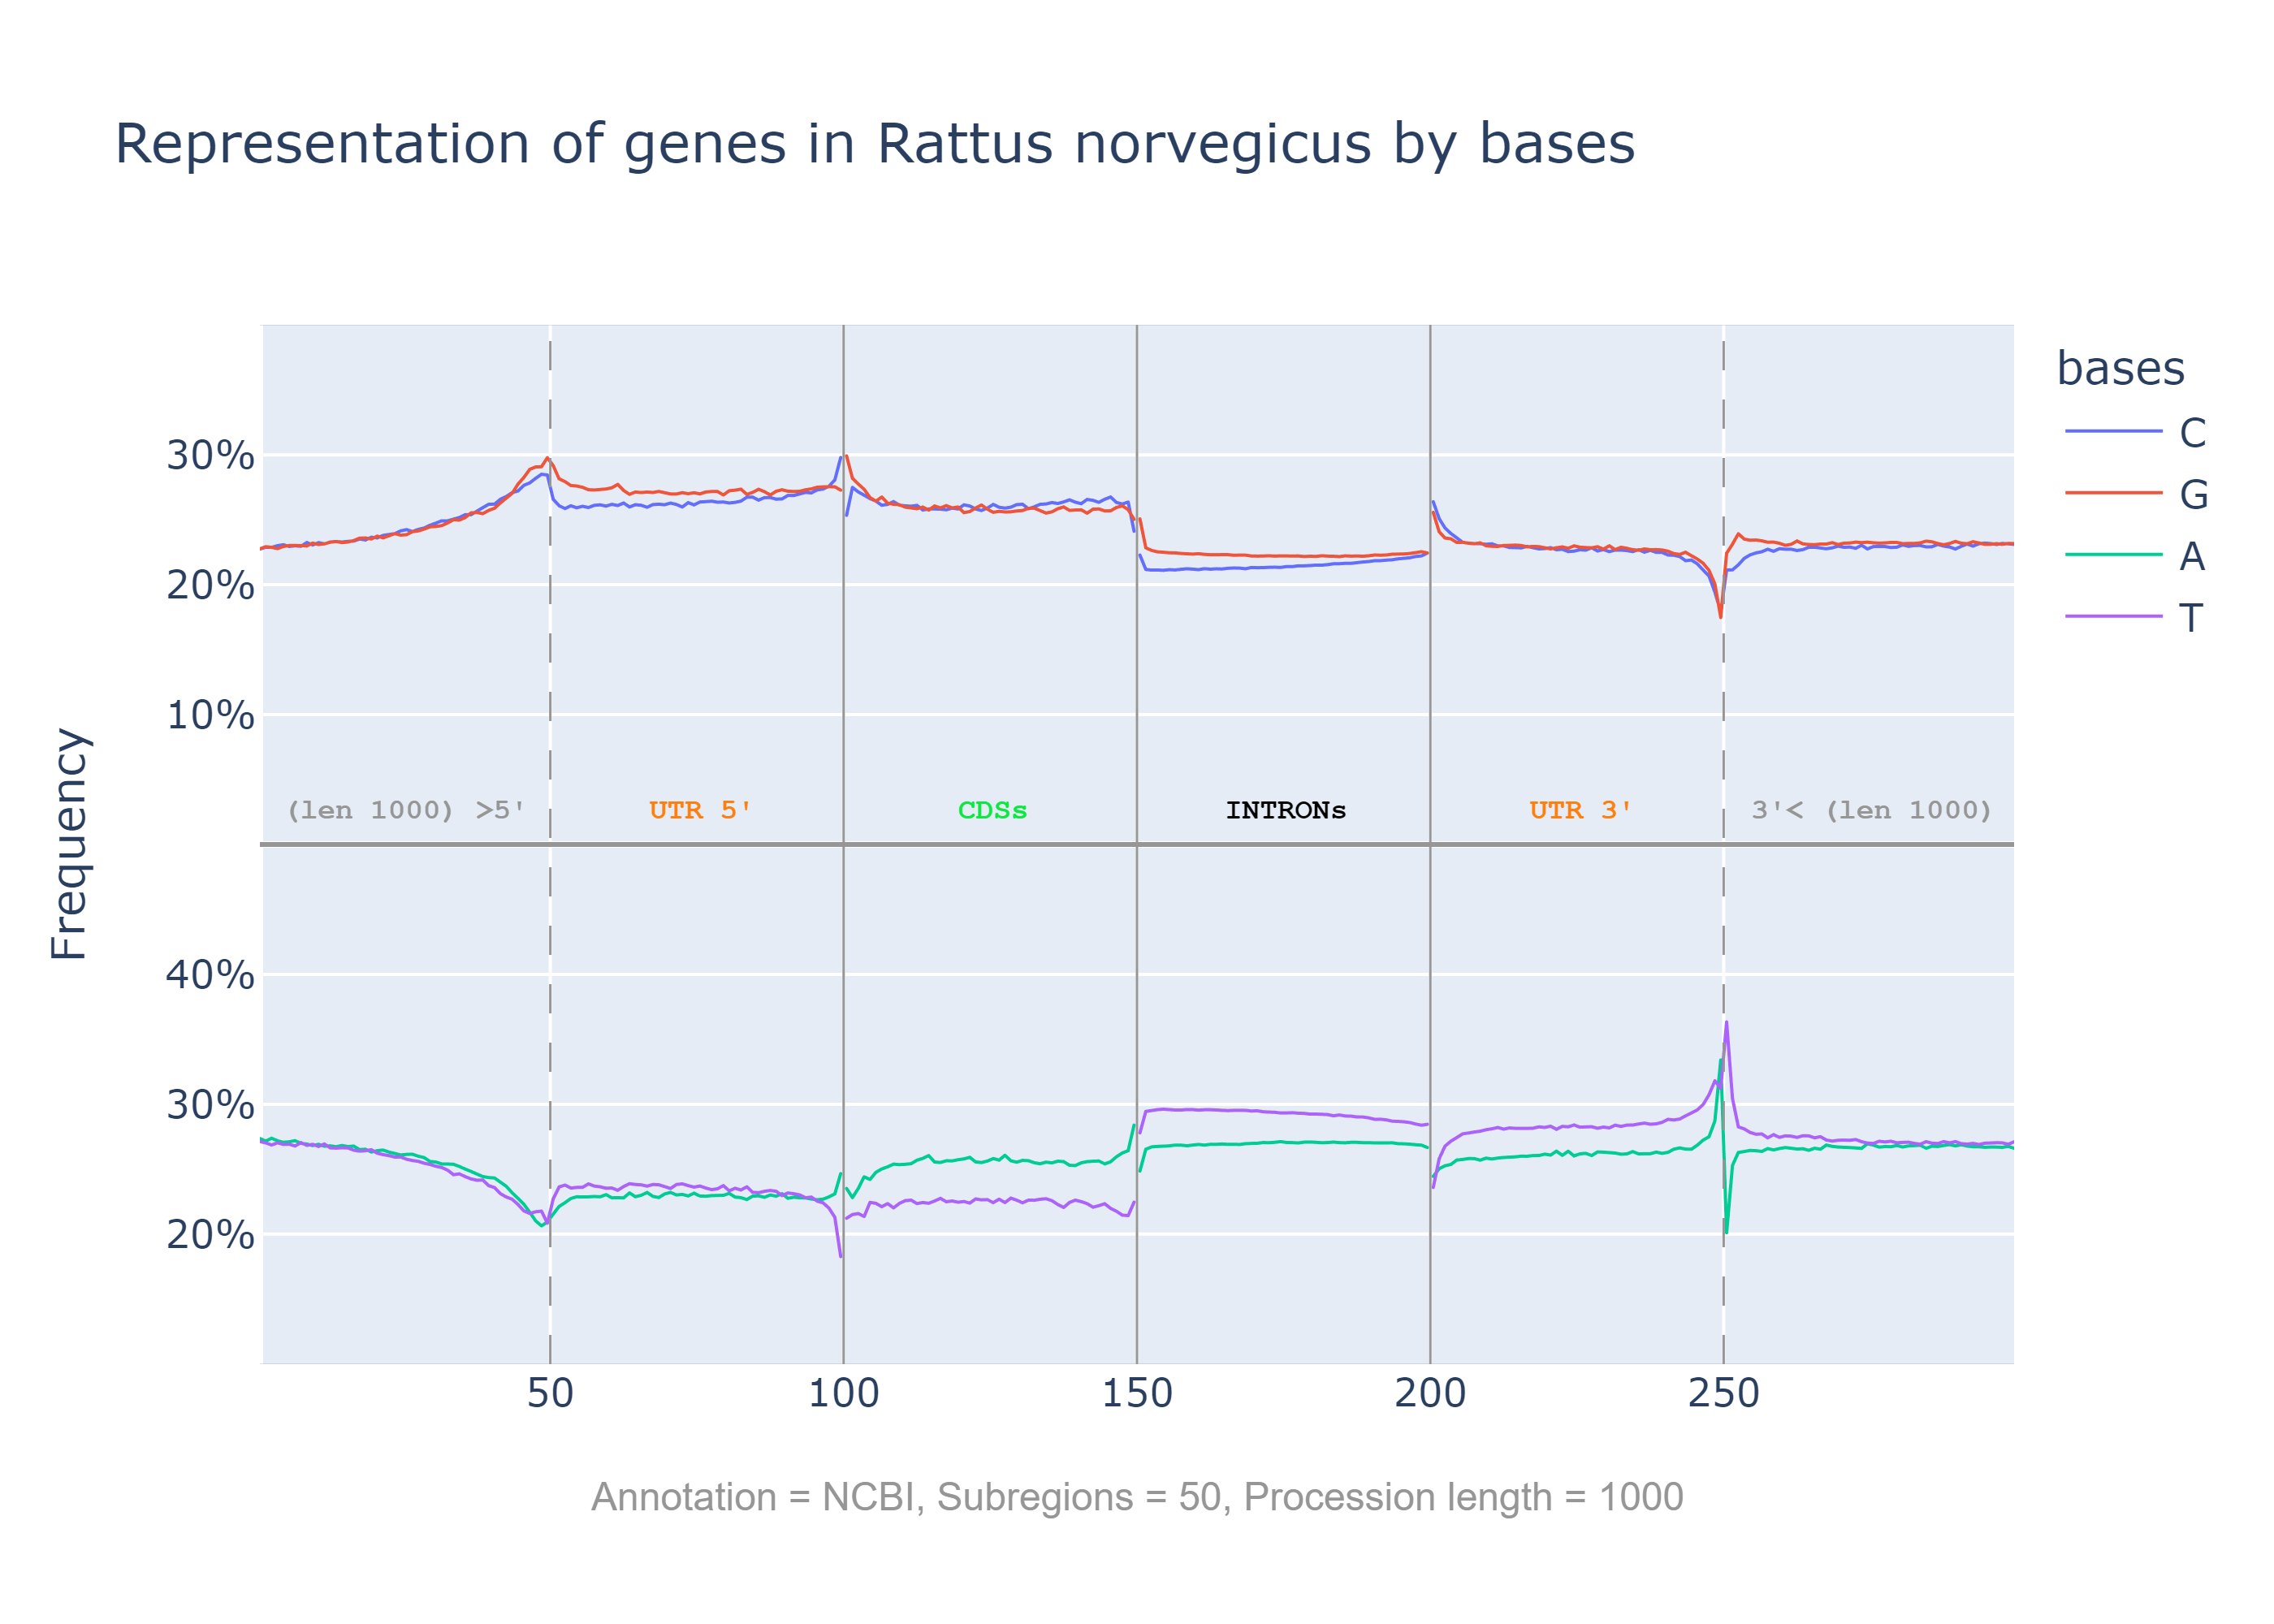 Representation of genes in Rattus norvegicus by bases
bases
C
G
A
T
30%
20%
10%
(len 1000) >5' UTR 5' CDSs INTRONs UTR 3' 3'< (len 1000)
Frequency
40%
30%
20%
50 100 150 200 250
Annotation = NCBI, Subregions = 50, Procession length = 1000